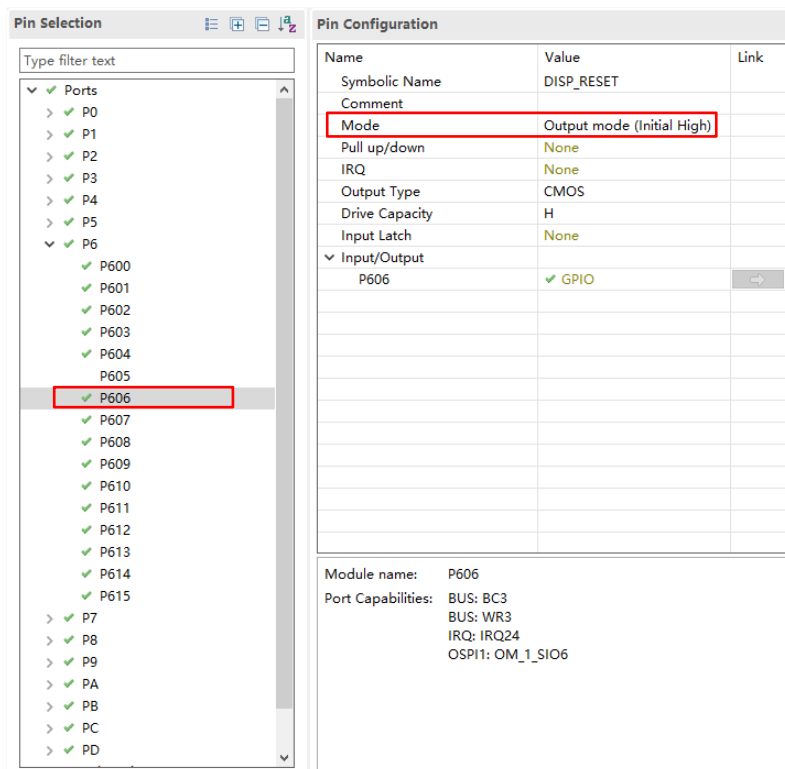 Pin Selection
Type filter text
Ports
P0
P1
P2
P3
P4
P5
P6
P600
P601
P602
P603
P604
P605
P606
P607
P608
P609
P610
P611
P612
P613
P614
P615
P7
P8
P9
PA
PB
PC
PD
Pin Configuration
Name Value Link
Symbolic Name DISP_RESET
Comment
Mode Output mode (Initial High)
Pull up/down None
IRQ None
Output Type CMOS
Drive Capacity H
Input Latch None
Input/Output
P606 GPIO
Module name: P606
Port Capabilities: BUS: BC3
BUS: WR3
IRQ: IRQ24
OSPI1: OM_1_SIO6